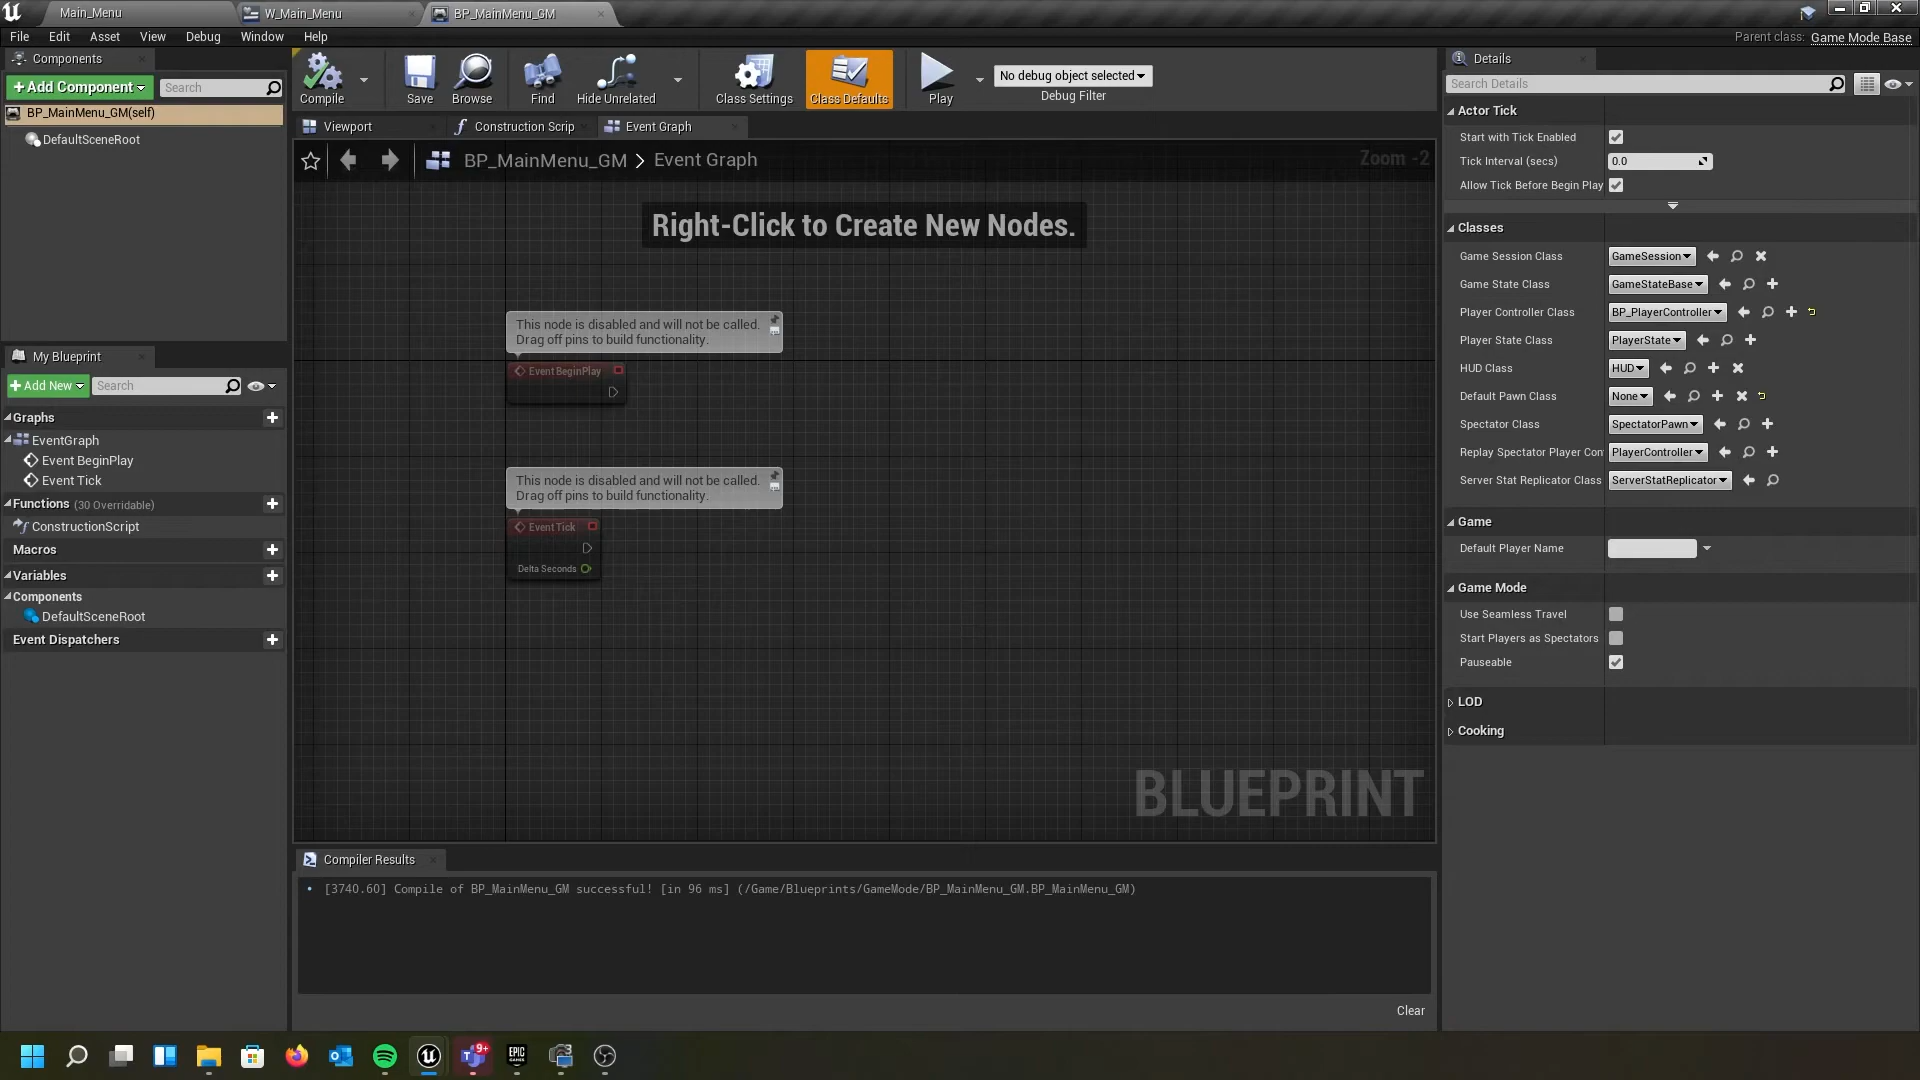 Main_Menu
W_Main_Menu
BP_MainMenu_GM
File Edit Asset View Debug Window Help
Parent class: Game Mode Base
Components
+Add Component
Search
BP_MainMenu_GM(self)
DefaultSceneRoot
My Blueprint
+Add New
Search
Graphs
EventGraph
Event BeginPlay
Event Tick
Functions (30 Overridable)
ConstructionScript
Macros
Variables
Components
DefaultSceneRoot
Event Dispatchers
Compile
Save
Browse
Find
Hide Unrelated
Class Settings
Class Defaults
Play
No debug object selected
Debug Filter
Viewport
Construction Scrip
Event Graph
BP_MainMenu_GM > Event Graph
Zoom -2
Right-Click to Create New Nodes.
This node is disabled and will not be called.
Drag off pins to build functionality.
Event BeginPlay
This node is disabled and will not be called.
Drag off pins to build functionality.
Event Tick
Delta Seconds
BLUEPRINT
Compiler Results
[3740.60] Compile of BP_MainMenu_GM successful! [in 96 ms] (/Game/Blueprints/GameMode/BP_MainMenu_GM.BP_MainMenu_GM)
Clear
Details
Search Details
Actor Tick
Start with Tick Enabled
Tick Interval (secs) 0.0
Allow Tick Before Begin Play
Classes
Game Session Class GameSession
Game State Class GameStateBase
Player Controller Class BP_PlayerController
Player State Class PlayerState
HUD Class HUD
Default Pawn Class None
Spectator Class SpectatorPawn
Replay Spectator Player Con PlayerController
Server Stat Replicator Class ServerStatReplicator
Game
Default Player Name
Game Mode
Use Seamless Travel
Start Players as Spectators
Pauseable
LOD
Cooking
9+
EPIC
GAMES